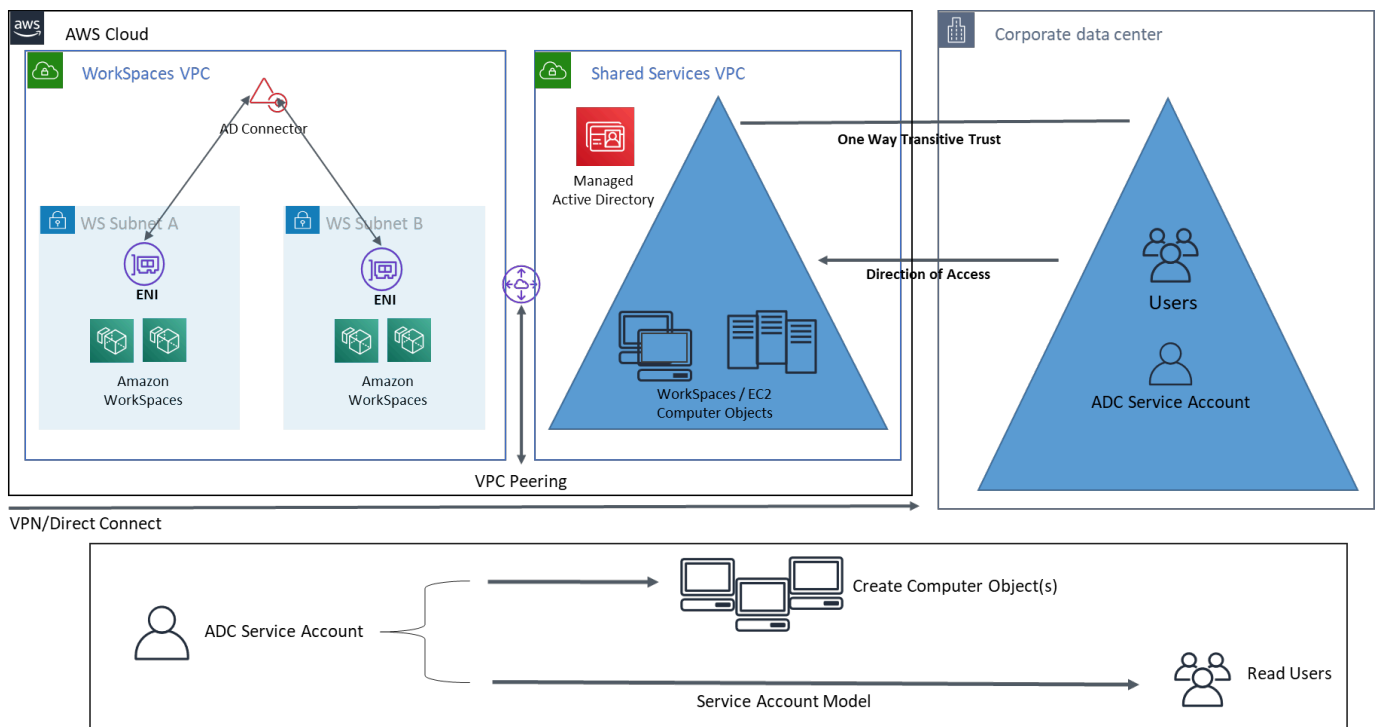 aws
AWS Cloud
Corporate data center
WorkSpaces VPC
Shared Services VPC
AD Connector
One Way Transitive Trust
Managed
Active Directory
WS Subnet A
WS Subnet B
Direction of Access
ENI
ENI
Users
Amazon
WorkSpaces
Amazon
WorkSpaces
WorkSpaces / EC2
Computer Objects
ADC Service Account
VPC Peering
VPN/Direct Connect
Create Computer Object(s)
ADC Service Account
Read Users
Service Account Model